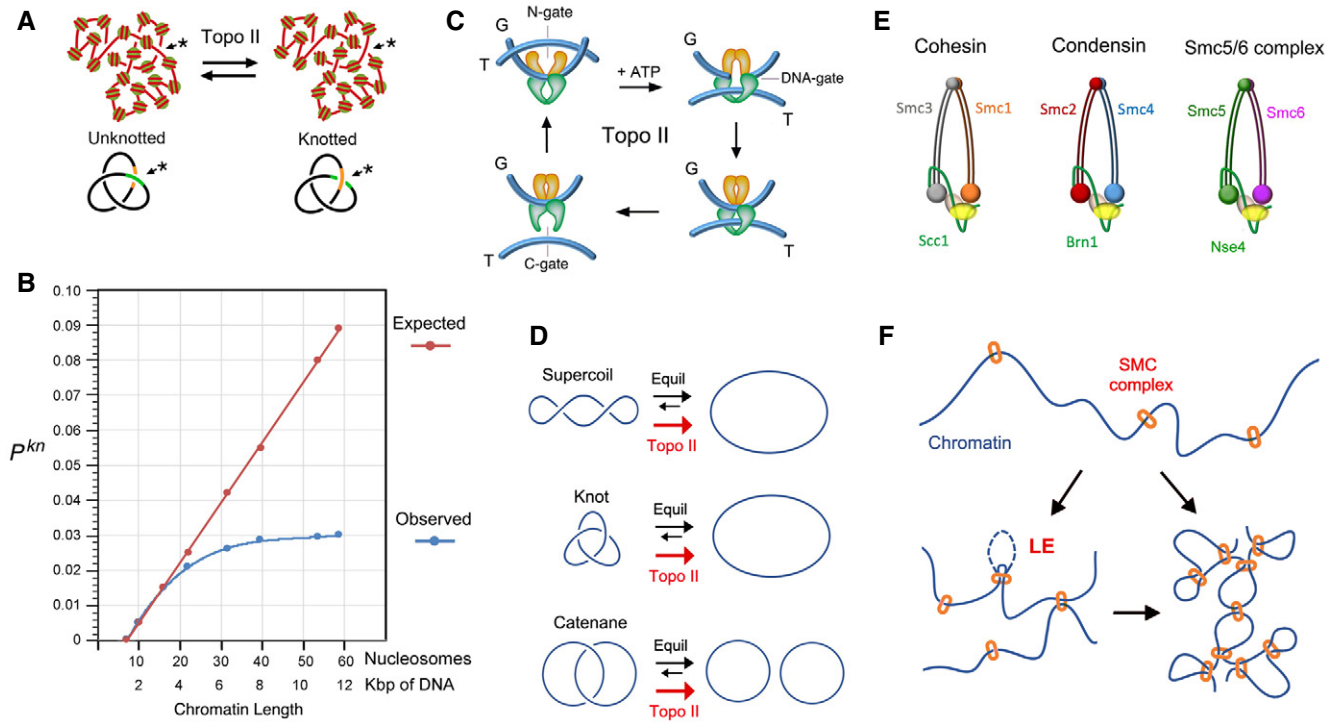 A
Topo II
*
*
Unknotted
Knotted
*
*
B
0.10
0.09
0.08
0.07
0.06
0.05
0.04
0.03
0.02
0.01
0
P^kn
Expected
Observed
10 20 30 40 50 60 Nucleosomes
2 4 6 8 10 12 Kbp of DNA
Chromatin Length
C
N-gate
G
T
+ ATP
G
DNA-gate
T
Topo II
G
T
C-gate
G
T
D
Supercoil
Equil
Topo II
Knot
Equil
Topo II
Catenane
Equil
Topo II
E
Cohesin
Condensin
Smc5/6 complex
Smc3
Smc1
Smc2
Smc4
Smc5
Smc6
Scc1
Brn1
Nse4
F
SMC
complex
Chromatin
LE